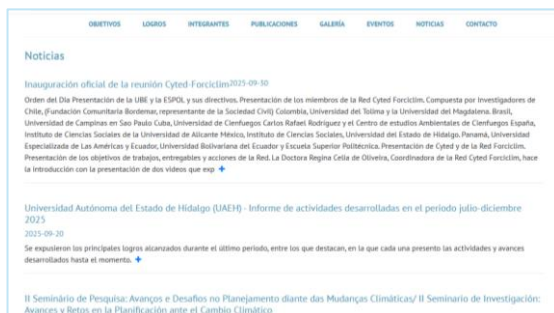 OBJETIVOS LOGROS INTEGRANTES PUBLICACIONES GALERÍA EVENTOS NOTICIAS CONTACTO
Noticias
Inauguración oficial de la reunión Cyted-Forciclim2025-09-30
Orden del Día Presentación de la UBE y la ESPOL y sus directivos. Presentación de los miembros de la Red Cyted Forciclim. Compuesta por Investigadores de
Chile, (Fundación Comunitaria Bordemar, representante de la Sociedad Civil) Colombia, Universidad del Tolima y la Universidad del Magdalena. Brasil,
Universidad de Campinas en Sao Paulo Cuba, Universidad de Cienfuegos Carlos Rafael Rodríguez y el Centro de estudios Ambientales de Cienfuegos España,
Instituto de Ciencias Sociales de la Universidad de Alicante México, Instituto de Ciencias Sociales, Universidad del Estado de Hidalgo. Panamá, Universidad
Especializada de Las Américas y Ecuador, Universidad Bolivariana del Ecuador y Escuela Superior Politécnica. Presentación de Cyted y de la Red Forciclim.
Presentación de los objetivos de trabajos, entregables y acciones de la Red. La Doctora Regina Celia de Oliveira, Coordinadora de la Red Cyted Forciclim, hace
la introducción con la presentación de dos videos que exp +
Universidad Autónoma del Estado de Hidalgo (UAEH) - Informe de actividades desarrolladas en el periodo julio-diciembre
2025
2025-09-20
Se expusieron los principales logros alcanzados durante el último periodo, entre los que destacan, en la que cada una presento las actividades y avances
desarrollados hasta el momento. +
II Seminário de Pesquisa: Avanços e Desafios no Planejamento diante das Mudanças Climáticas/ II Seminario de Investigación:
Avances y Retos en la Planificación ante el Cambio Climático